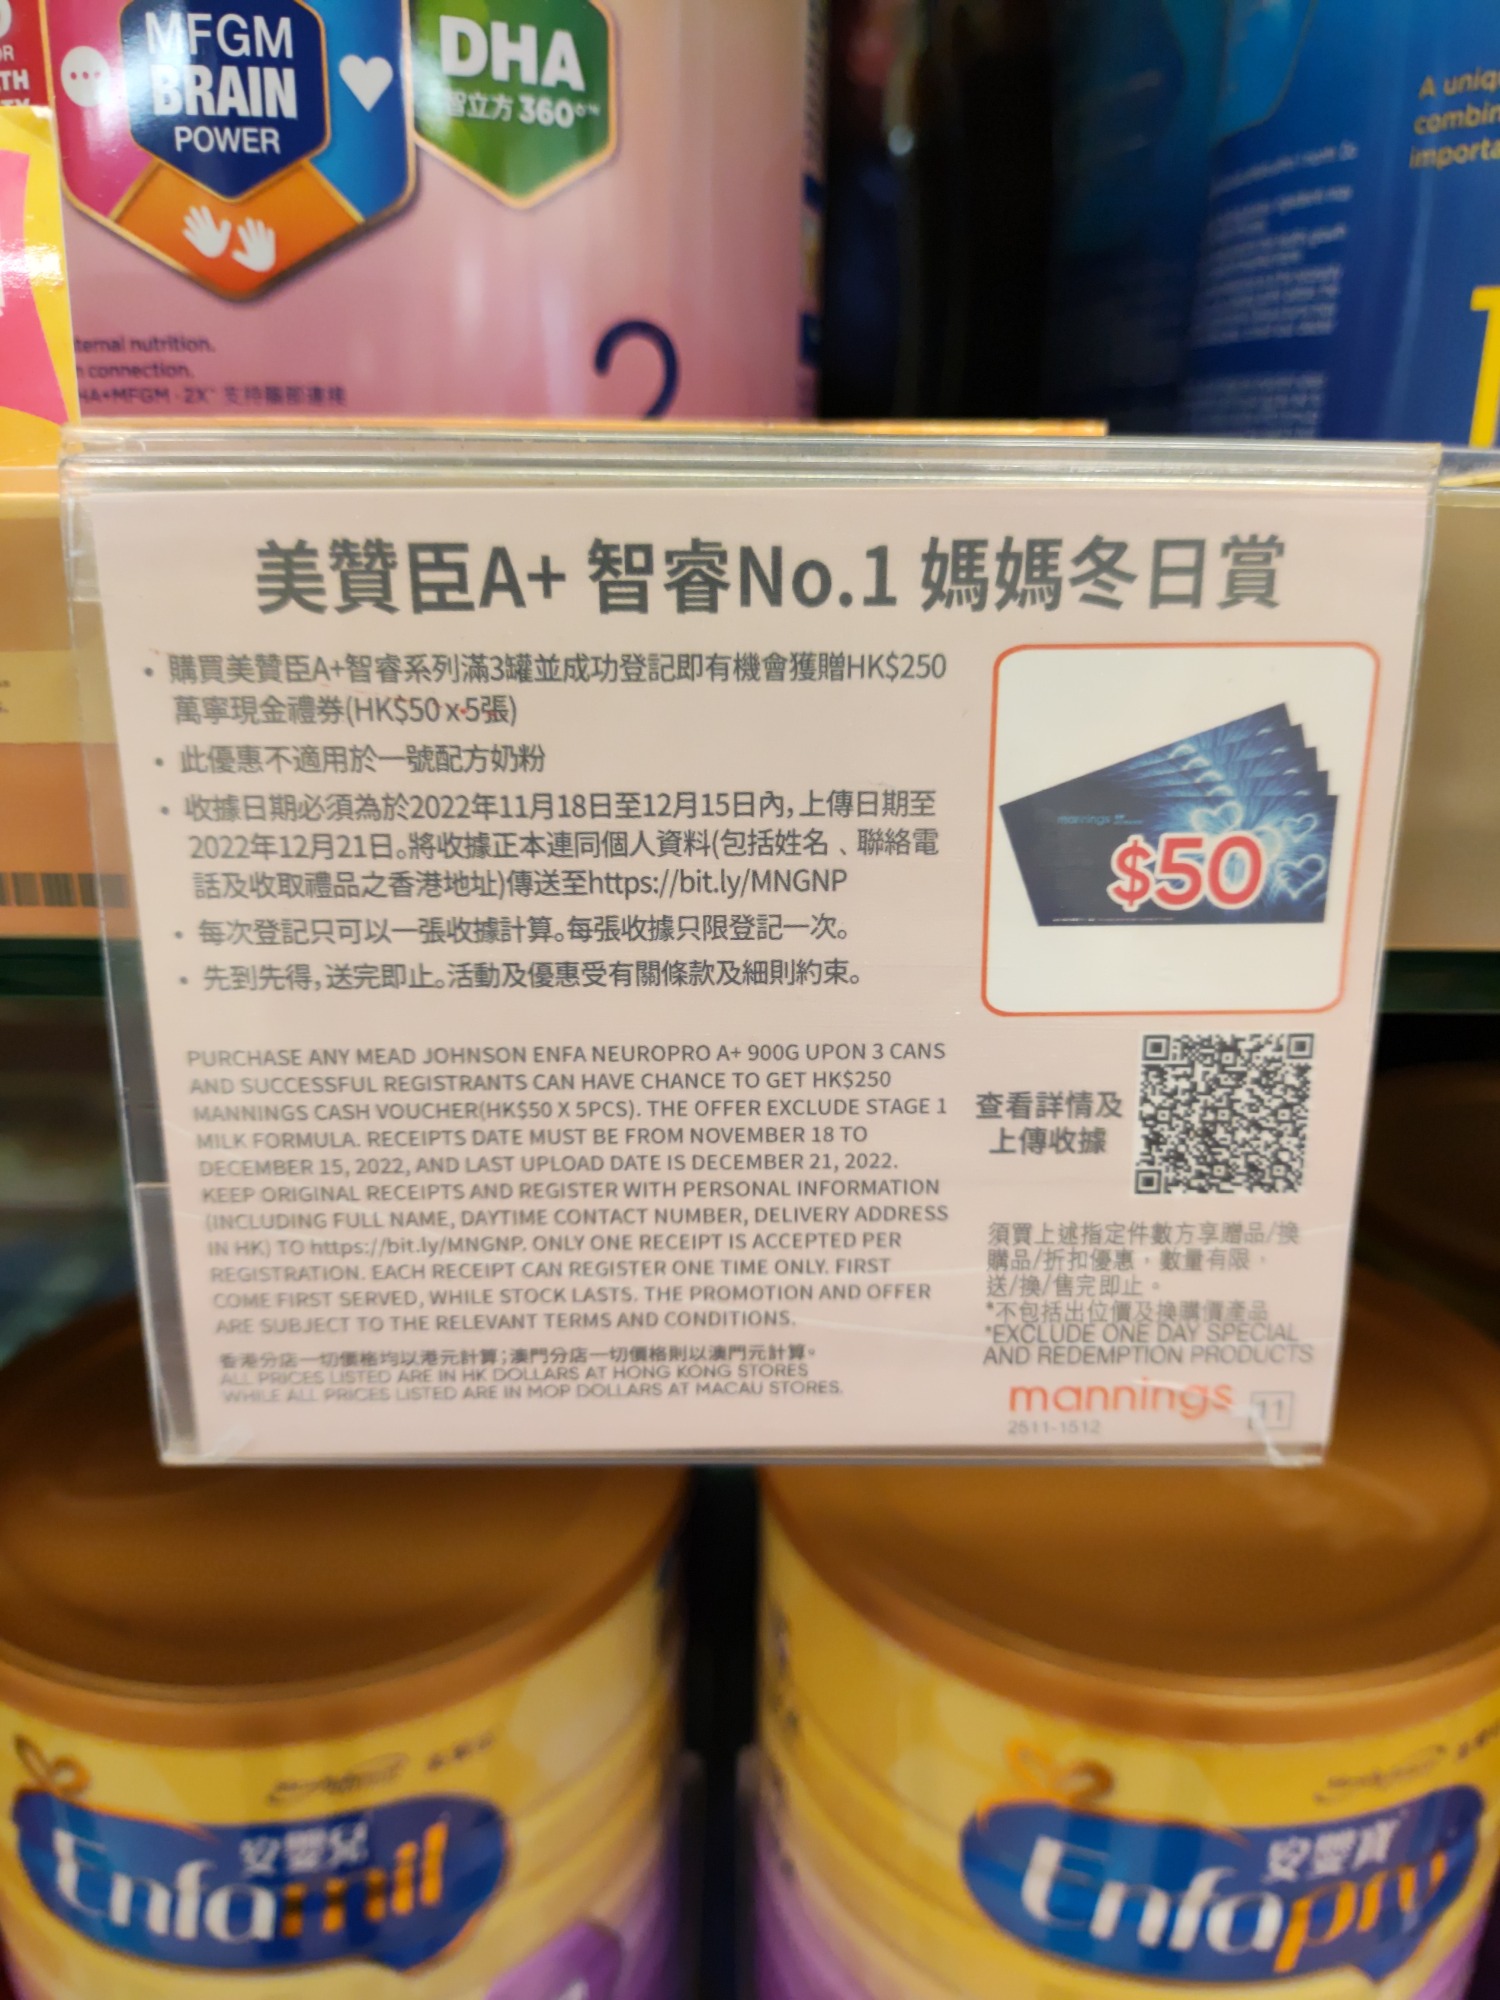 MFGM
BRAIN
POWER
DHA
智立方 360
TH
ternal nutrition.
connection.
HA+MFGM · 2X 支持腦部連接
2
A uniq
combin
importa
1
美贊臣A+ 智睿No.1 媽媽冬日賞
• 購買美贊臣A+智睿系列滿3罐並成功登記即有機會獲贈HK$250
萬寧現金禮券(HK$50 x 5張)
• 此優惠不適用於一號配方奶粉
• 收據日期必須為於2022年11月18日至12月15日內,上傳日期至
2022年12月21日。將收據正本連同個人資料(包括姓名、聯絡電
話及收取禮品之香港地址)傳送至https://bit.ly/MNGNP
• 每次登記只可以一張收據計算。每張收據只限登記一次。
• 先到先得,送完即止。活動及優惠受有關條款及細則約束。
mannings
$50
PURCHASE ANY MEAD JOHNSON ENFA NEUROPRO A+ 900G UPON 3 CANS
AND SUCCESSFUL REGISTRANTS CAN HAVE CHANCE TO GET HK$250
MANNINGS CASH VOUCHER(HK$50 X 5PCS). THE OFFER EXCLUDE STAGE 1
MILK FORMULA. RECEIPTS DATE MUST BE FROM NOVEMBER 18 TO
DECEMBER 15, 2022, AND LAST UPLOAD DATE IS DECEMBER 21, 2022.
KEEP ORIGINAL RECEIPTS AND REGISTER WITH PERSONAL INFORMATION
(INCLUDING FULL NAME, DAYTIME CONTACT NUMBER, DELIVERY ADDRESS
IN HK) TO https://bit.ly/MNGNP. ONLY ONE RECEIPT IS ACCEPTED PER
REGISTRATION. EACH RECEIPT CAN REGISTER ONE TIME ONLY. FIRST
COME FIRST SERVED, WHILE STOCK LASTS. THE PROMOTION AND OFFER
ARE SUBJECT TO THE RELEVANT TERMS AND CONDITIONS.
香港分店一切價格均以港元計算;澳門分店一切價格則以澳門元計算。
ALL PRICES LISTED ARE IN HK DOLLARS AT HONG KONG STORES
WHILE ALL PRICES LISTED ARE IN MOP DOLLARS AT MACAU STORES.
查看詳情及
上傳收據
須買上述指定件數方享贈品/換
購品/折扣優惠,數量有限,
送/換/售完即止。
*不包括出位價及換購價產品
*EXCLUDE ONE DAY SPECIAL
AND REDEMPTION PRODUCTS
mannings 11
2511-1512
安嬰兒
Enfamil
安嬰寶
Enfapro